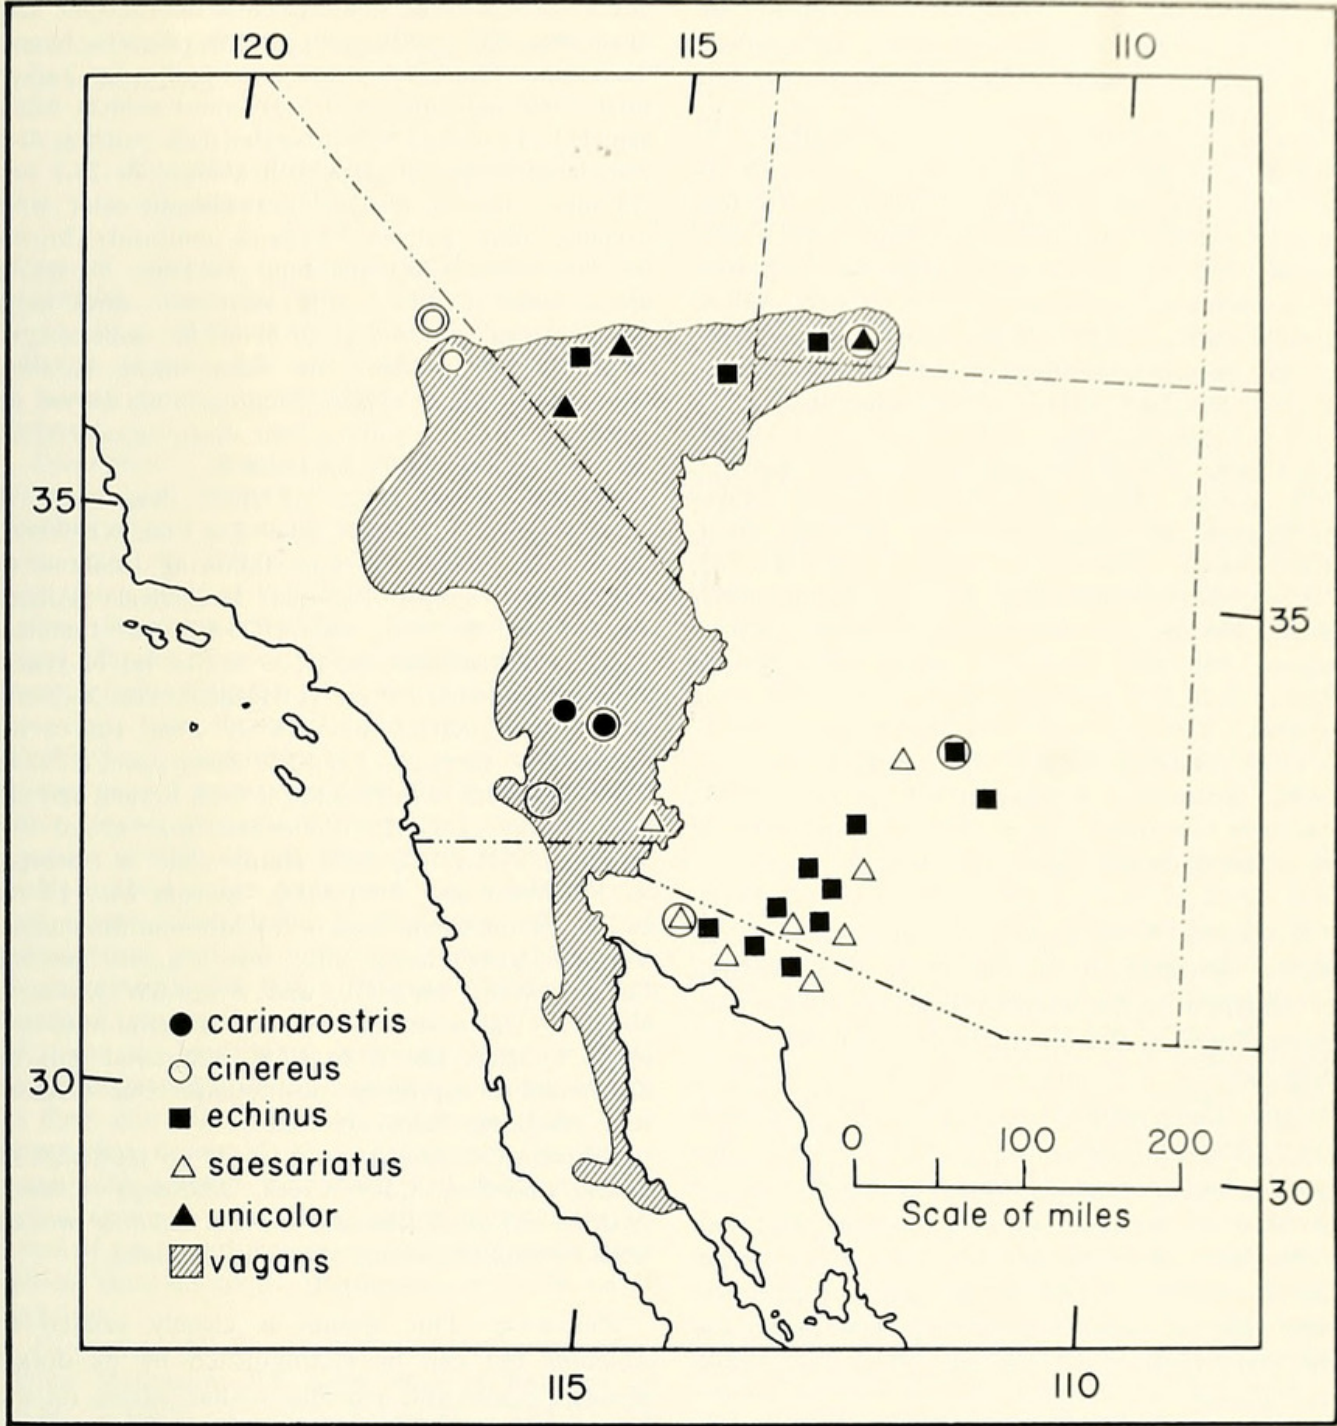 120 115 110
35
35
carinarostris
cinereus
echinus
saesariatus
unicolor
vagans
30
0 100 200
Scale of miles
30
115 110